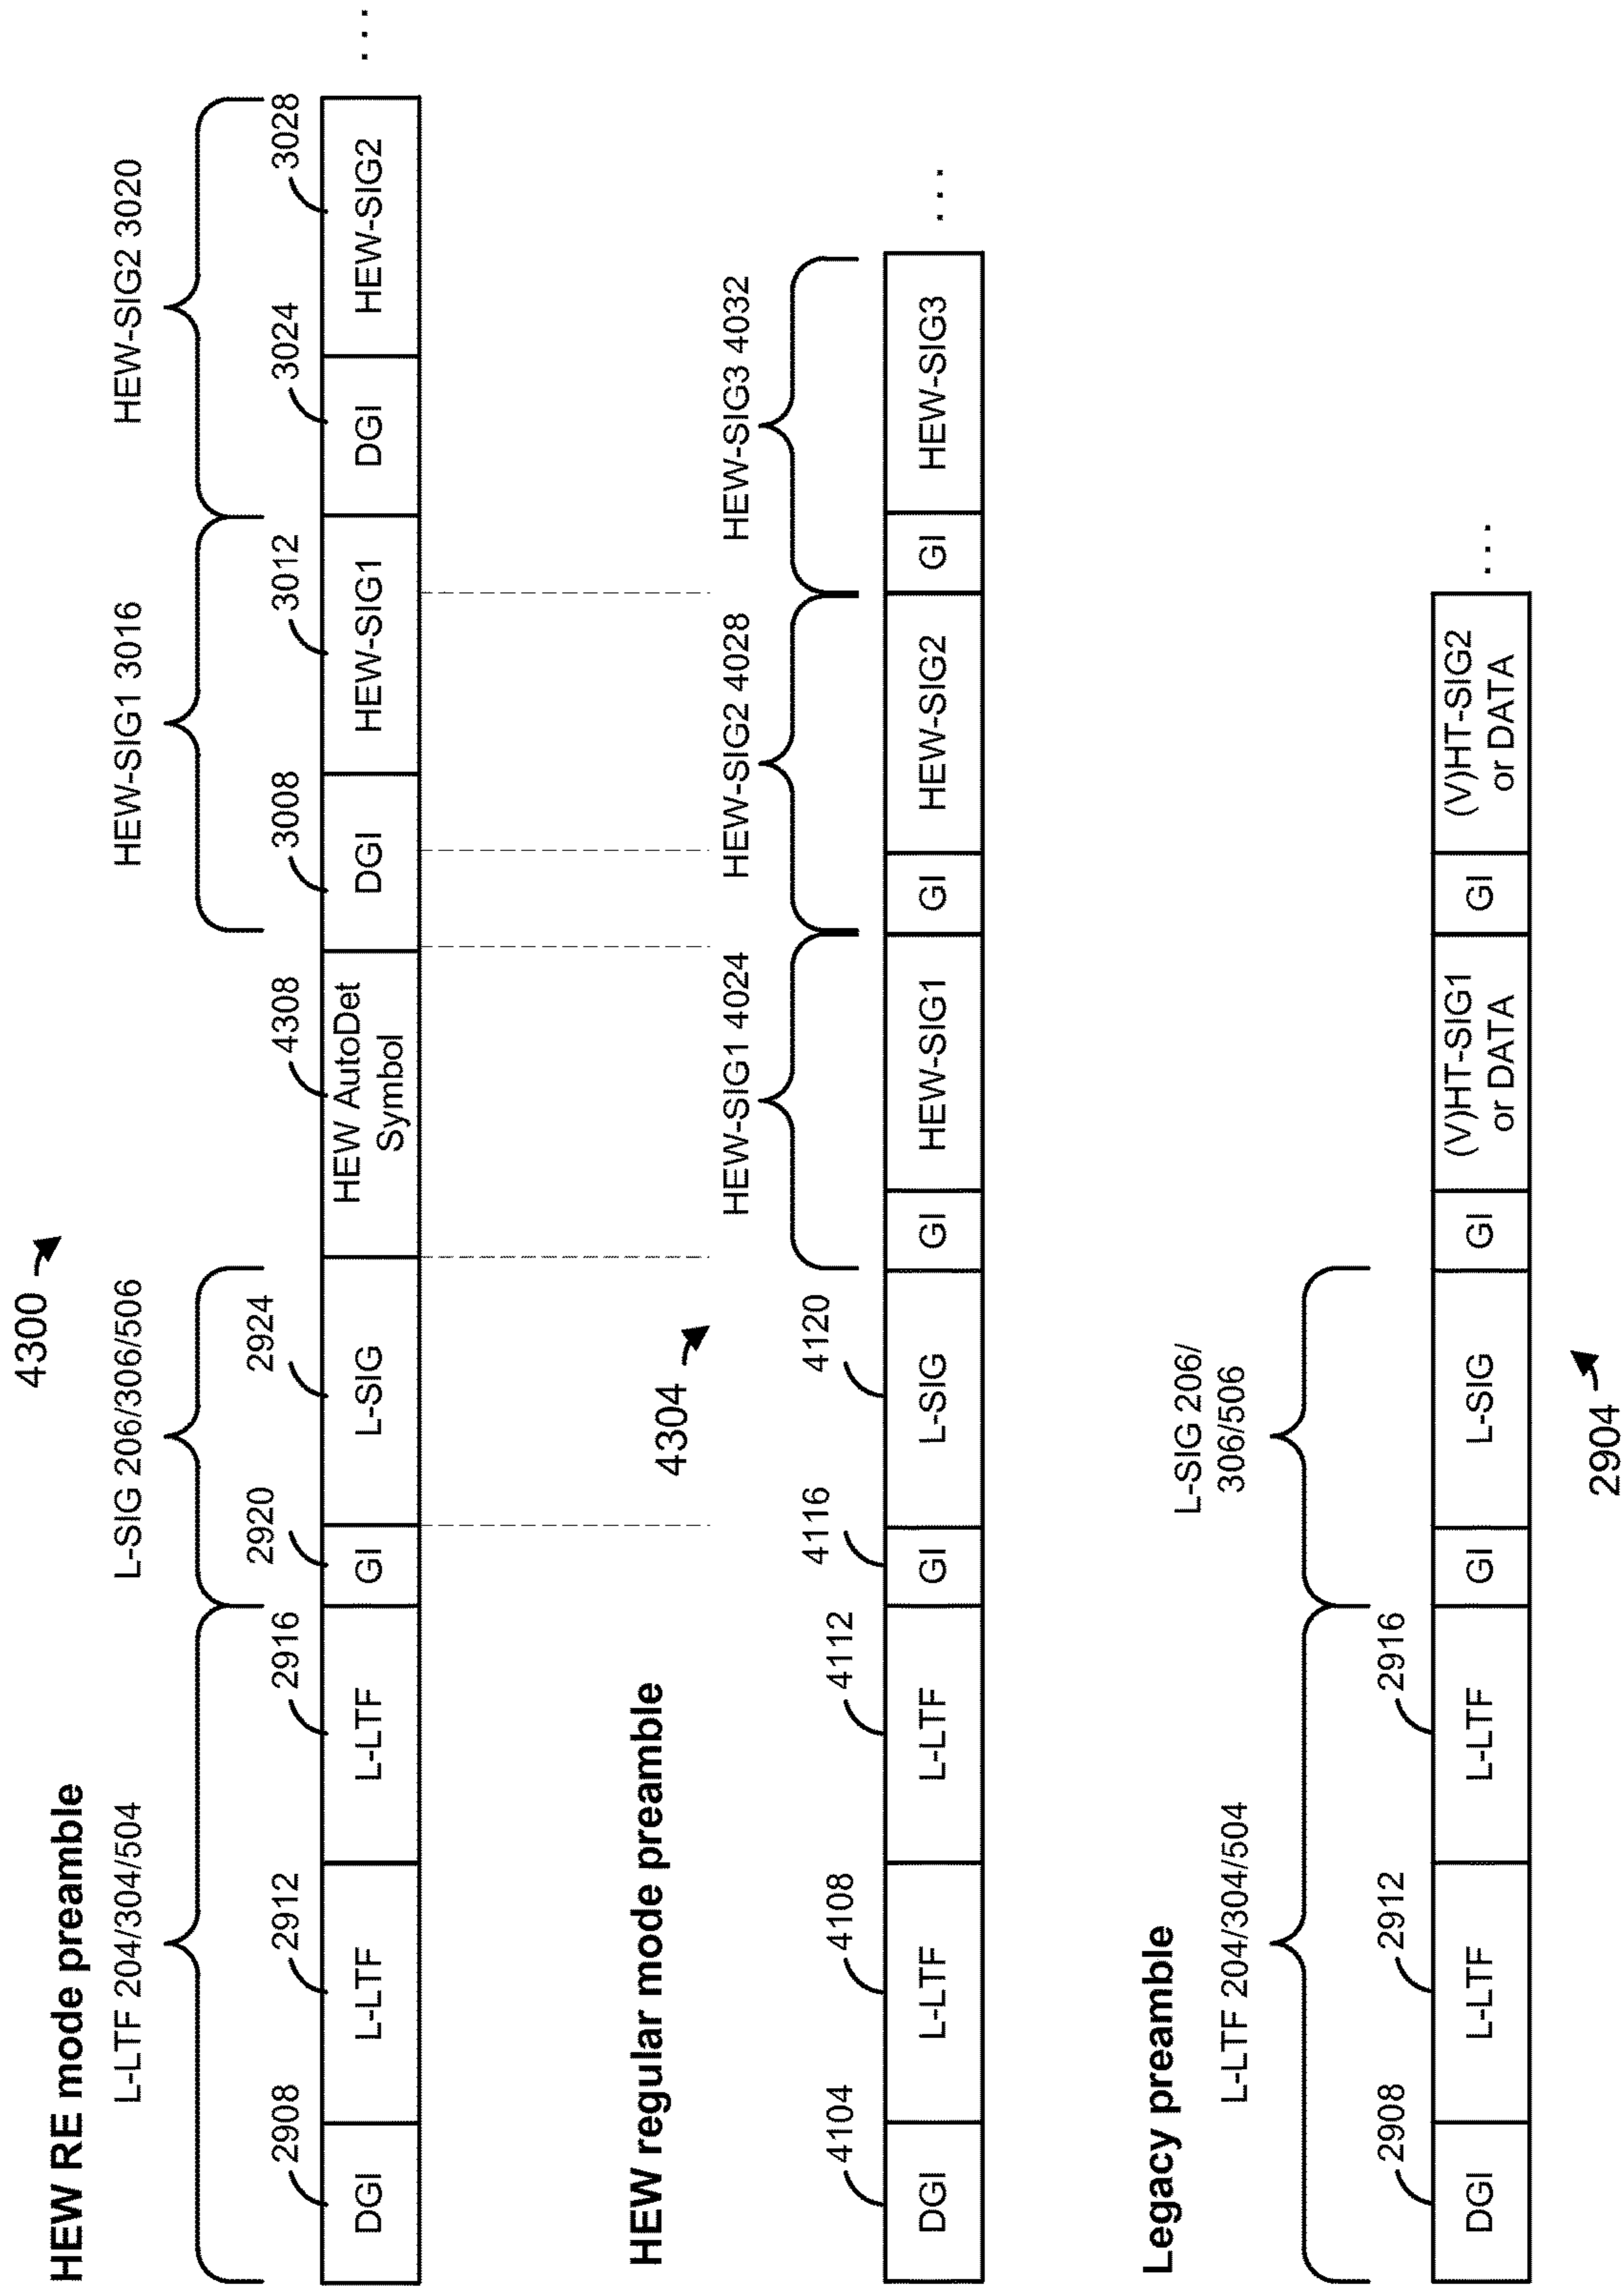 4300
HEW RE mode preamble
L-LTF 204/304/504
L-SIG 206/306/506
HEW-SIG1 3016
HEW-SIG2 3020
2908
2912
2916
2920
2924
4308
3008
3012
3024
3028
DGI
L-LTF
L-LTF
GI
L-SIG
HEW AutoDet
Symbol
DGI
HEW-SIG1
DGI
HEW-SIG2
...
HEW regular mode preamble
4304
HEW-SIG1 4024
HEW-SIG2 4028
HEW-SIG3 4032
4104
4108
4112
4116
4120
DGI
L-LTF
L-LTF
GI
L-SIG
GI
HEW-SIG1
GI
HEW-SIG2
GI
HEW-SIG3
...
Legacy preamble
L-LTF 204/304/504
L-SIG 206/
306/506
2908
2912
2916
DGI
L-LTF
L-LTF
GI
L-SIG
GI
(V)HT-SIG1
or DATA
GI
(V)HT-SIG2
or DATA
...
2904